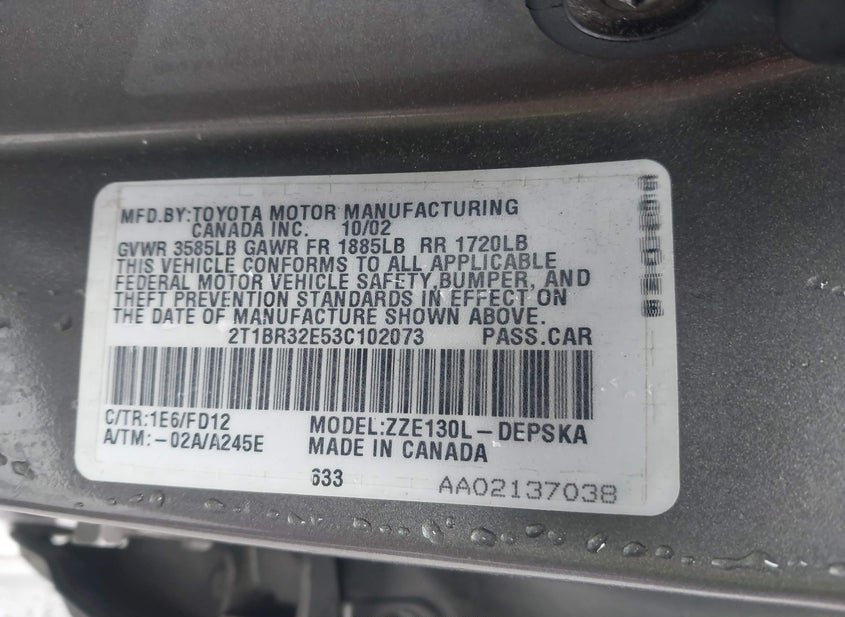 MFD.BY:TOYOTA MOTOR MANUFACTURING
CANADA INC. 10/02
GVWR 3585LB GAWR FR 1885LB RR 1720LB
THIS VEHICLE CONFORMS TO ALL APPLICABLE
FEDERAL MOTOR VEHICLE SAFETY,BUMPER, AND
THEFT PREVENTION STANDARDS IN EFFECT ON
THE DATE OF MANUFACTURE SHOWN ABOVE.
2T1BR32E53C102073 PASS.CAR
C/TR:1E6/FD12 MODEL:ZZE130L-DEPSKA
A/TM:-02A/A245E MADE IN CANADA
633 AA02137038